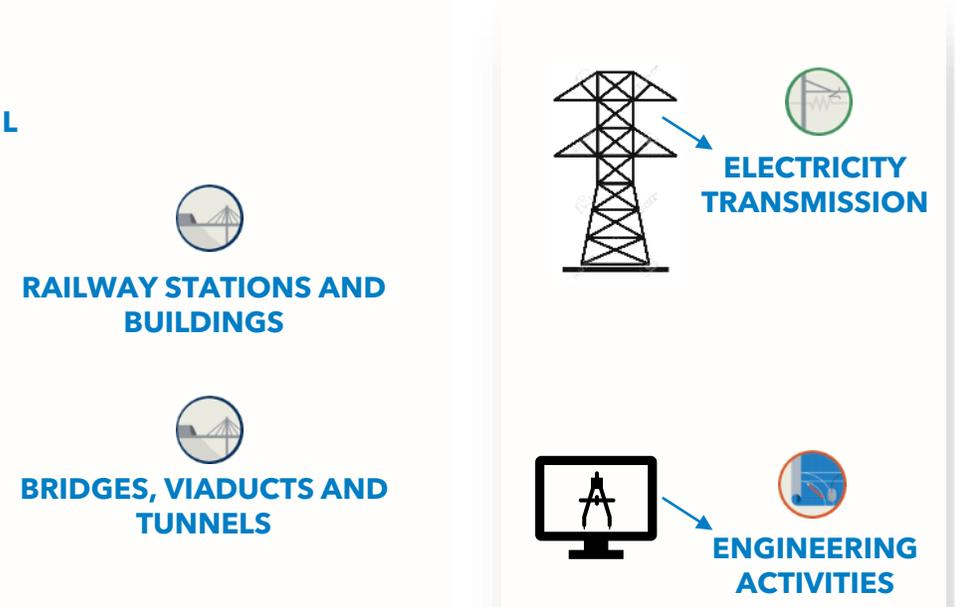 L
RAILWAY STATIONS AND
BUILDINGS
BRIDGES, VIADUCTS AND
TUNNELS
ELECTRICITY
TRANSMISSION
ENGINEERING
ACTIVITIES